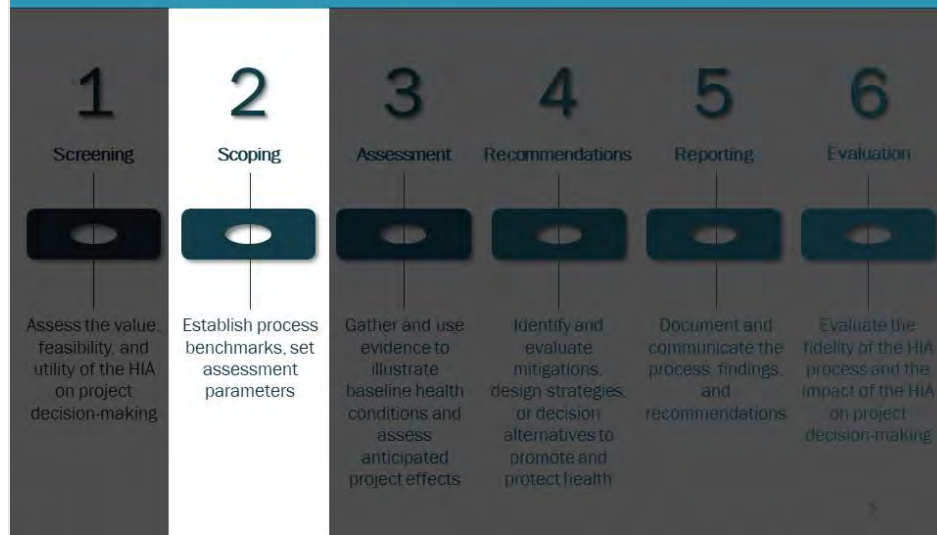 1
Screening
Assess the value,
feasibility, and
utility of the HIA
on project
decision-making
2
Scoping
Establish process
benchmarks, set
assessment
parameters
3
Assessment
Gather and use
evidence to
illustrate
baseline health
conditions and
assess
anticipated
project effects
4
Recommendations
Identify and
evaluate
mitigations,
design strategies,
or decision
alternatives to
promote and
protect health
5
Reporting
Document and
communicate the
process, findings,
and
recommendations
6
Evaluation
Evaluate the
fidelity of the HIA
process and the
impact of the HIA
on project
decision-making